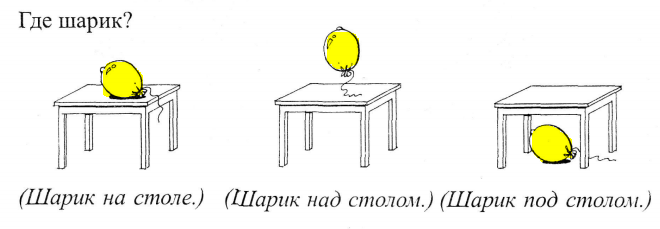 Где шарик?
(Шарик на столе.) (Шарик над столом.) (Шарик под столом.)